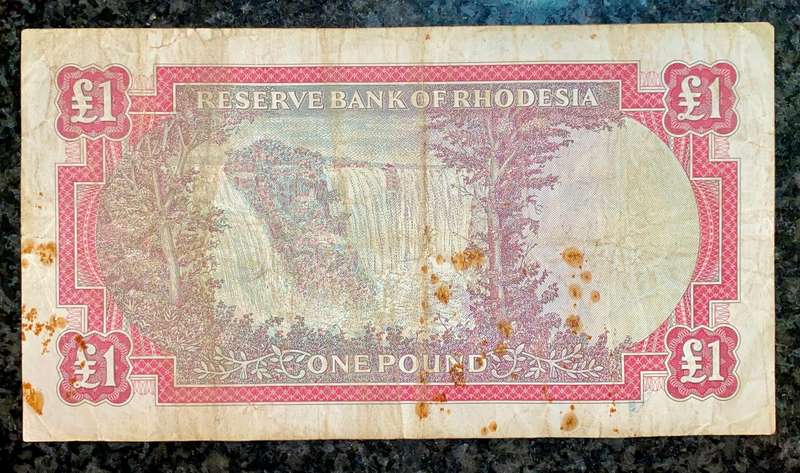 £1 £1
RESERVE BANK OF RHODESIA
£1 ONE POUND £1